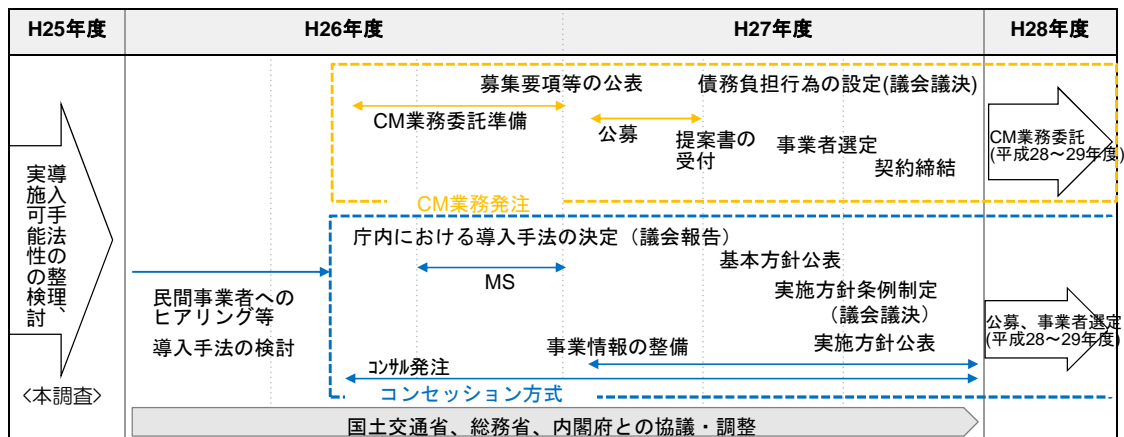 H25年度
H26年度
H27年度
H28年度
導入手法の整理、
実施可能性の検討
〈本調査〉
募集要項等の公表
債務負担行為の設定(議会議決)
CM業務委託準備
公募
提案書の
受付
事業者選定
契約締結
CM業務委託
(平成28～29年度)
CM業務発注
庁内における導入手法の決定（議会報告）
MS
基本方針公表
民間事業者への
ヒアリング等
導入手法の検討
実施方針条例制定
（議会議決）
事業情報の整備
実施方針公表
公募、事業者選定
(平成28～29年度)
ｺﾝｻﾙ発注
コンセッション方式
国土交通省、総務省、内閣府との協議・調整